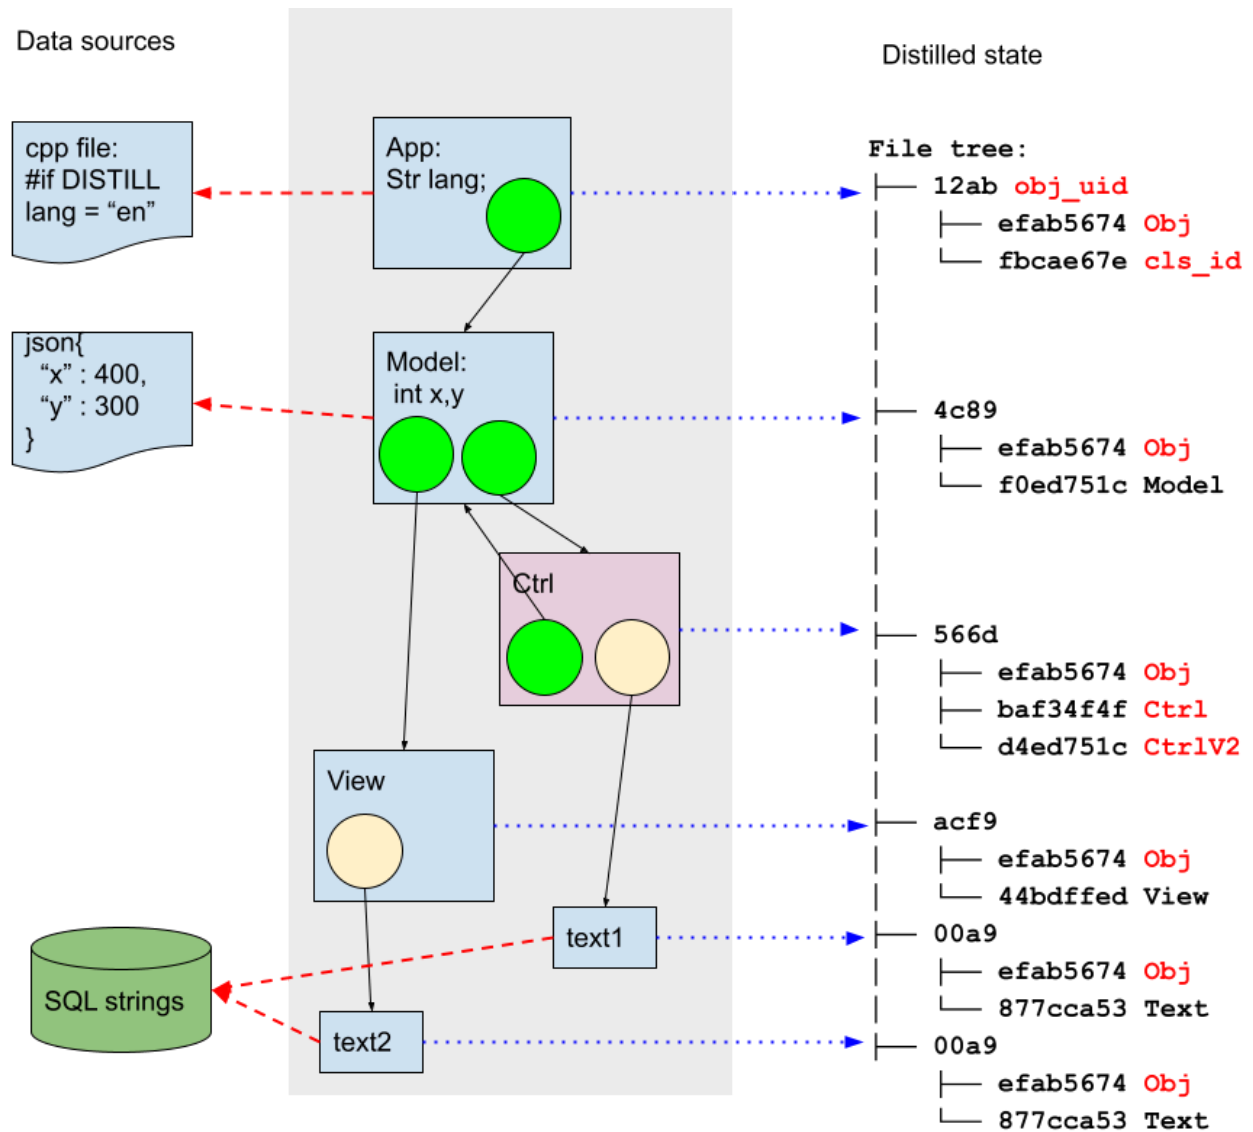 Data sources
Distilled state
cpp file:
#if DISTILL
lang = “en”
App:
Str lang;
json{
“x” : 400,
“y” : 300
}
Model:
int x,y
Ctrl
View
text1
SQL strings
text2
File tree:
12ab obj_uid
efab5674 Obj
fbcae67e cls_id
4c89
efab5674 Obj
f0ed751c Model
566d
efab5674 Obj
baf34f4f Ctrl
d4ed751c CtrlV2
acf9
efab5674 Obj
44bdffed View
00a9
efab5674 Obj
877cca53 Text
00a9
efab5674 Obj
877cca53 Text